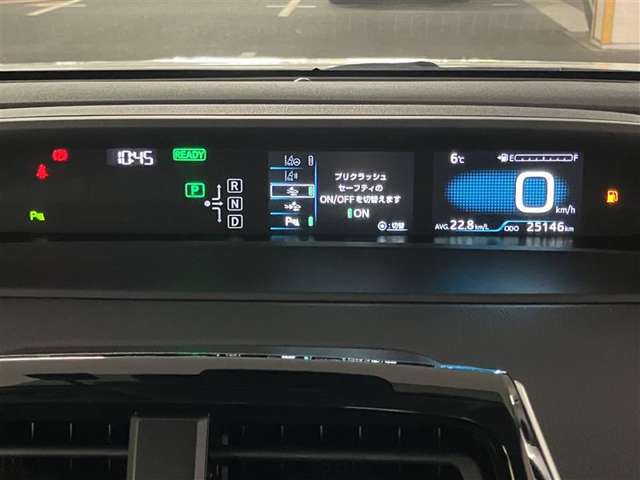 10:45
READY
P
R
N
D
プリクラッシュ
セーフティの
ON/OFFを切替えます
ON
:切替
6℃
E F
0 km/h
AVG. 22.8 km/L ODO 25146 km